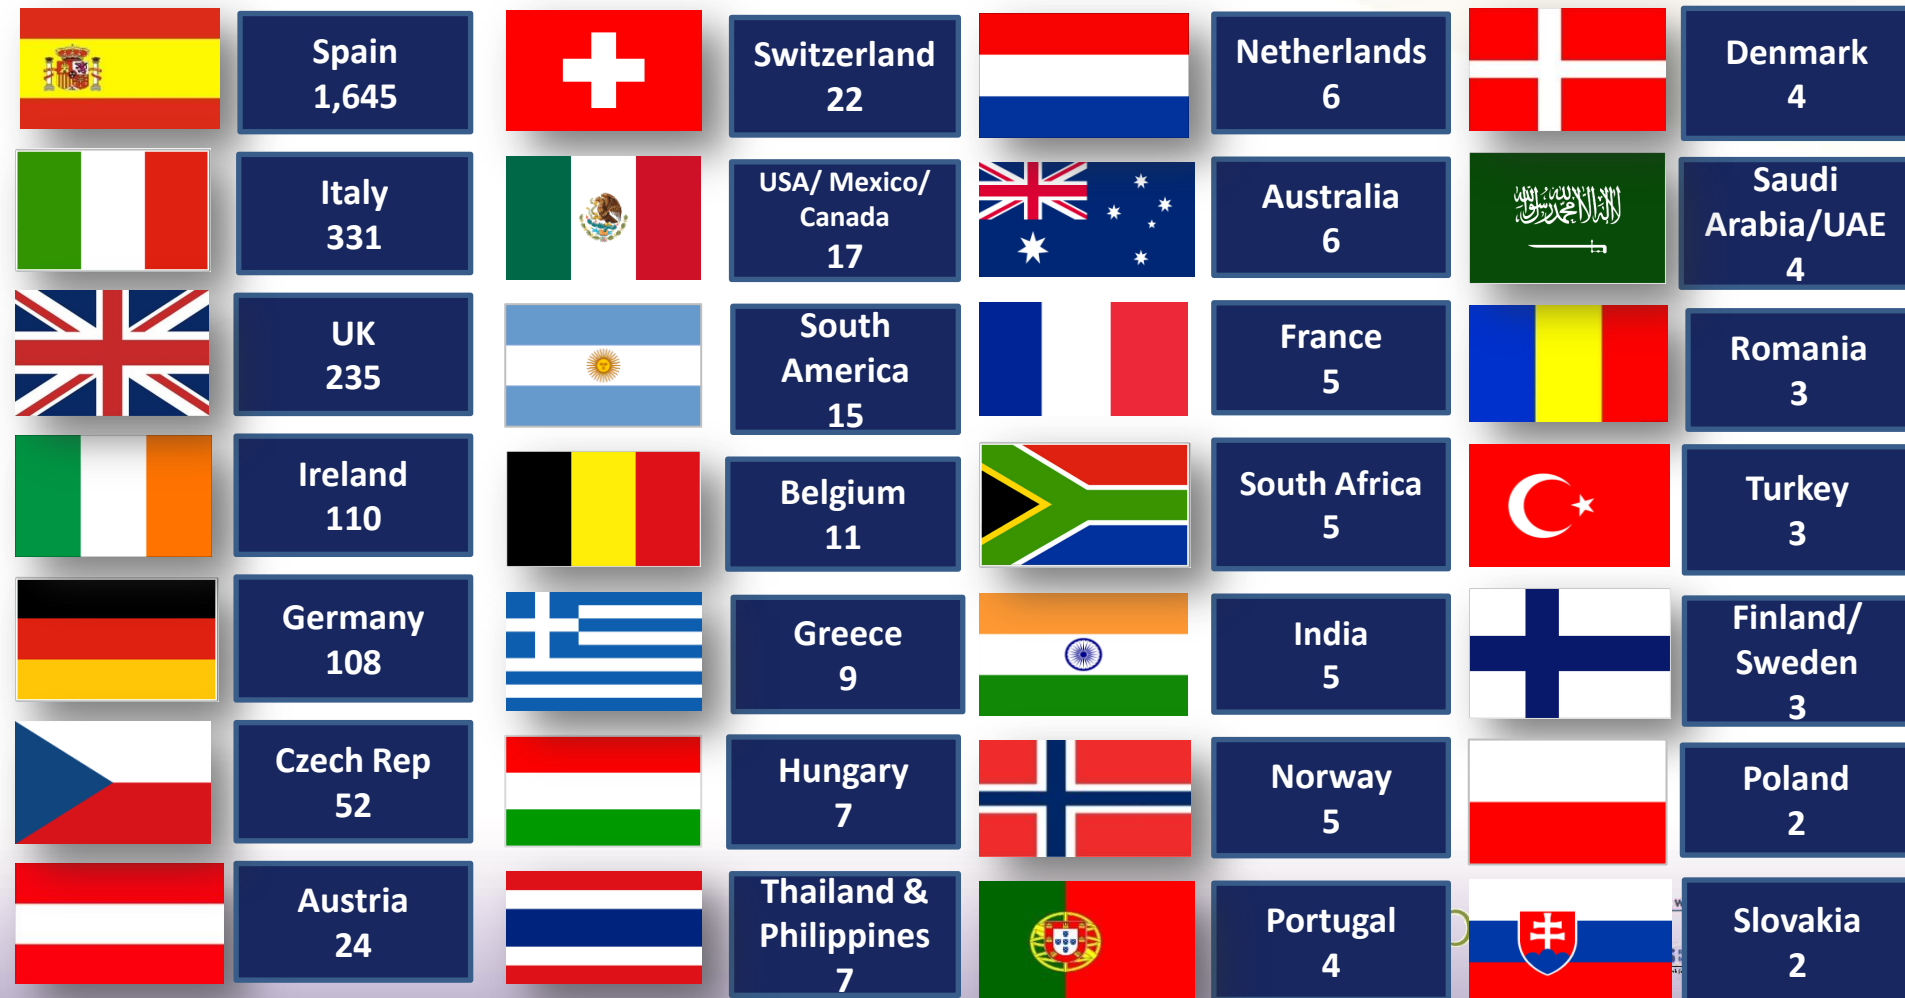 Spain
1,645
Switzerland
22
Netherlands
6
Denmark
4
Italy
331
USA/ Mexico/
Canada
17
Australia
6
Saudi
Arabia/UAE
4
UK
235
South
America
15
France
5
Romania
3
Ireland
110
Belgium
11
South Africa
5
Turkey
3
Germany
108
Greece
9
India
5
Finland/
Sweden
3
Czech Rep
52
Hungary
7
Norway
5
Poland
2
Austria
24
Thailand &
Philippines
7
Portugal
4
Slovakia
2